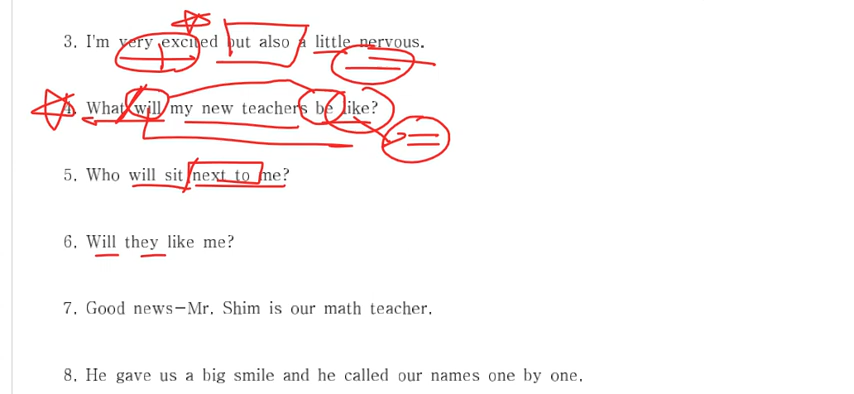 3. I'm very excited but also a little nervous.
4. What will my new teachers be like?
5. Who will sit next to me?
6. Will they like me?
7. Good news-Mr. Shim is our math teacher.
8. He gave us a big smile and he called our names one by one.